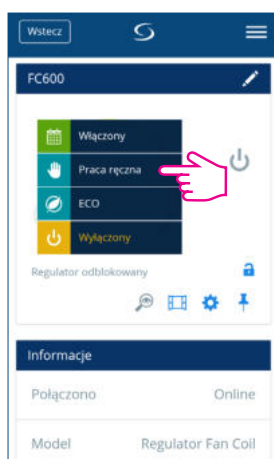 Wstecz
FC600
Włączony
Praca ręczna
ECO
Wyłączony
Regulator odblokowany
Informacje
Połączono Online
Model Regulator Fan Coil